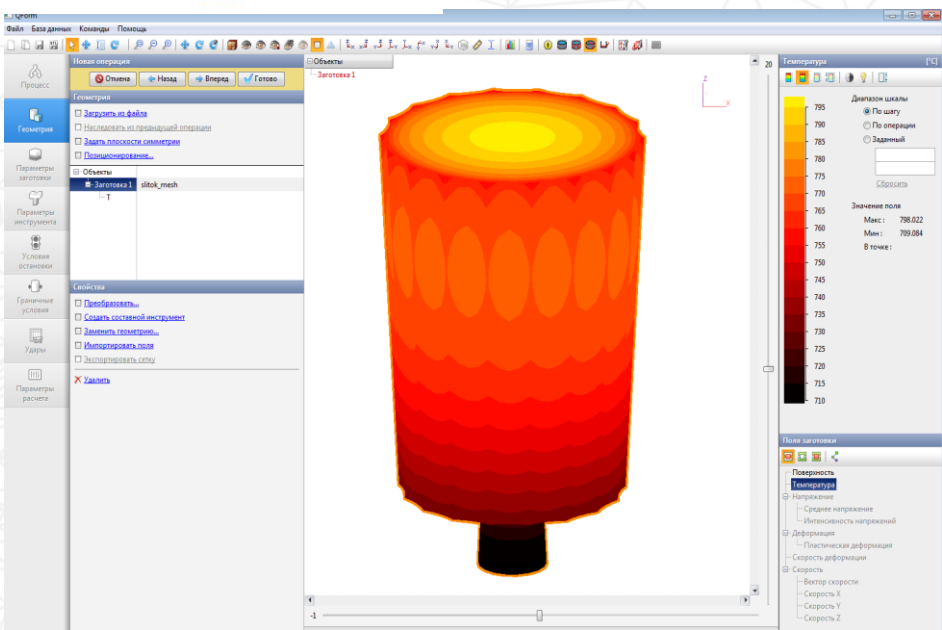 QForm
Файл База данных Команды Помощь
Процесс
Геометрия
Параметры заготовки
Параметры инструмента
Условия остановки
Граничные условия
Удары
Параметры расчета
Новая операция
Отмена Назад Вперед Готово
Геометрия
Загрузить из файла
Наследовать из предыдущей операции
Задать плоскости симметрии
Позиционирование...
Объекты
Заготовка 1 slitok_mesh
T
Свойства
Преобразовать...
Создать составной инструмент
Заменить геометрию...
Импортировать поля
Экспортировать сетку
Удалить
Объекты
Заготовка 1
Z
X
20
-1
Температура [°C]
795
790
785
780
775
770
765
760
755
750
745
740
735
730
725
720
715
710
Диапазон шкалы
По шагу
По операции
Заданный
Сбросить
Значение поля
Макс : 798.022
Мин : 709.084
В точке :
Поля заготовки
Поверхность
Температура
Напряжение
Среднее напряжение
Интенсивность напряжений
Деформация
Пластическая деформация
Скорость деформации
Скорость
Вектор скорости
Скорость X
Скорость Y
Скорость Z